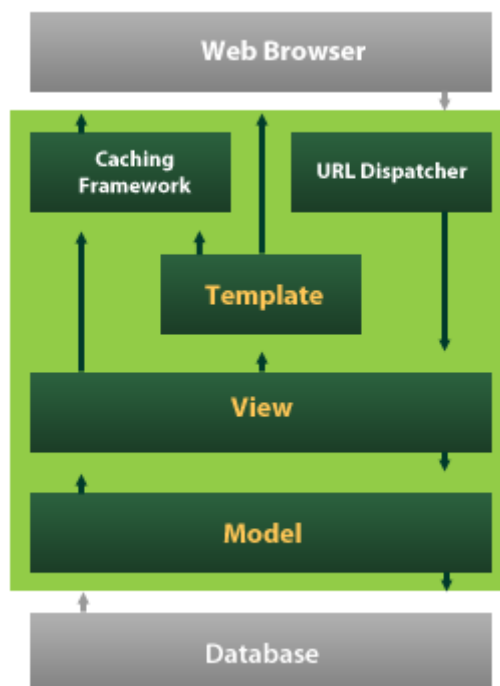 Web Browser
Caching
Framework
URL Dispatcher
Template
View
Model
Database